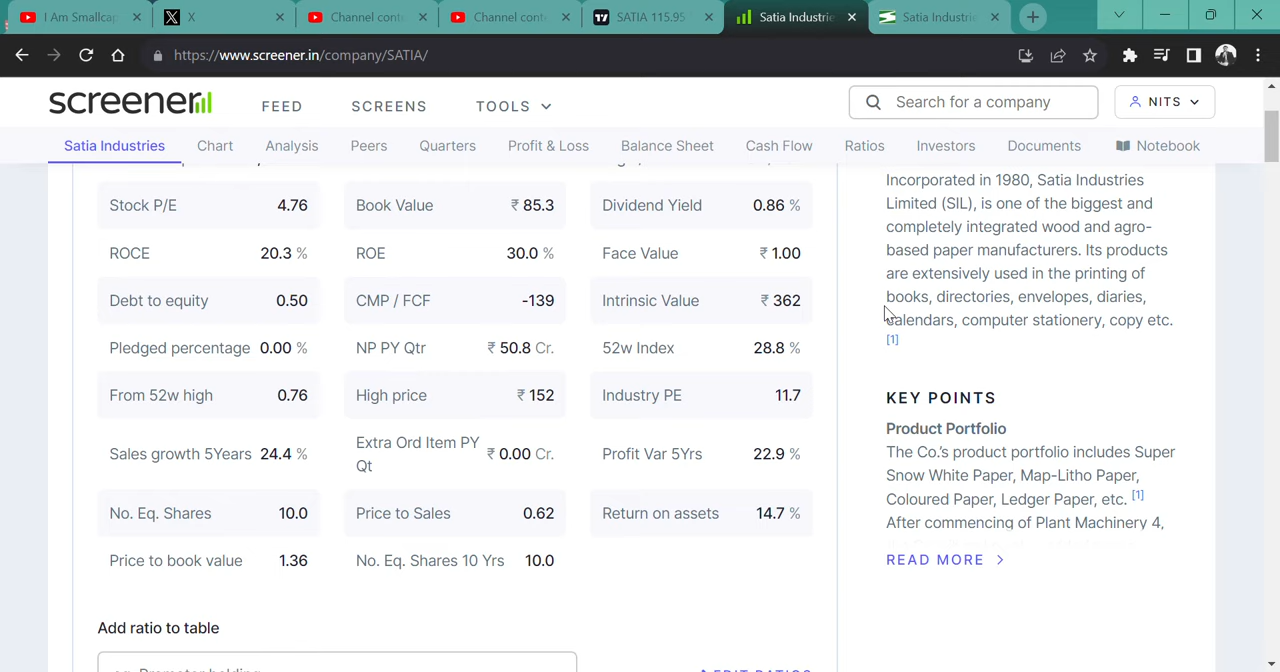 I Am Smallcap
X
Channel conte
Channel conte
SATIA 115.95
Satia Industrie
Satia Industrie
https://www.screener.in/company/SATIA/
screener
FEED
SCREENS
TOOLS
Search for a company
NITS
Satia Industries
Chart
Analysis
Peers
Quarters
Profit & Loss
Balance Sheet
Cash Flow
Ratios
Investors
Documents
Notebook
Stock P/E 4.76
Book Value ₹ 85.3
Dividend Yield 0.86 %
ROCE 20.3 %
ROE 30.0 %
Face Value ₹ 1.00
Debt to equity 0.50
CMP / FCF -139
Intrinsic Value ₹ 362
Pledged percentage 0.00 %
NP PY Qtr ₹ 50.8 Cr.
52w Index 28.8 %
From 52w high 0.76
High price ₹ 152
Industry PE 11.7
Sales growth 5Years 24.4 %
Extra Ord Item PY
Qt
₹ 0.00 Cr.
Profit Var 5Yrs 22.9 %
No. Eq. Shares 10.0
Price to Sales 0.62
Return on assets 14.7 %
Price to book value 1.36
No. Eq. Shares 10 Yrs 10.0
Add ratio to table
EDIT RATIOS
Incorporated in 1980, Satia Industries
Limited (SIL), is one of the biggest and
completely integrated wood and agro-
based paper manufacturers. Its products
are extensively used in the printing of
books, directories, envelopes, diaries,
calendars, computer stationery, copy etc.
[1]
KEY POINTS
Product Portfolio
The Co.'s product portfolio includes Super
Snow White Paper, Map-Litho Paper,
Coloured Paper, Ledger Paper, etc. [1]
After commencing of Plant Machinery 4,
READ MORE >